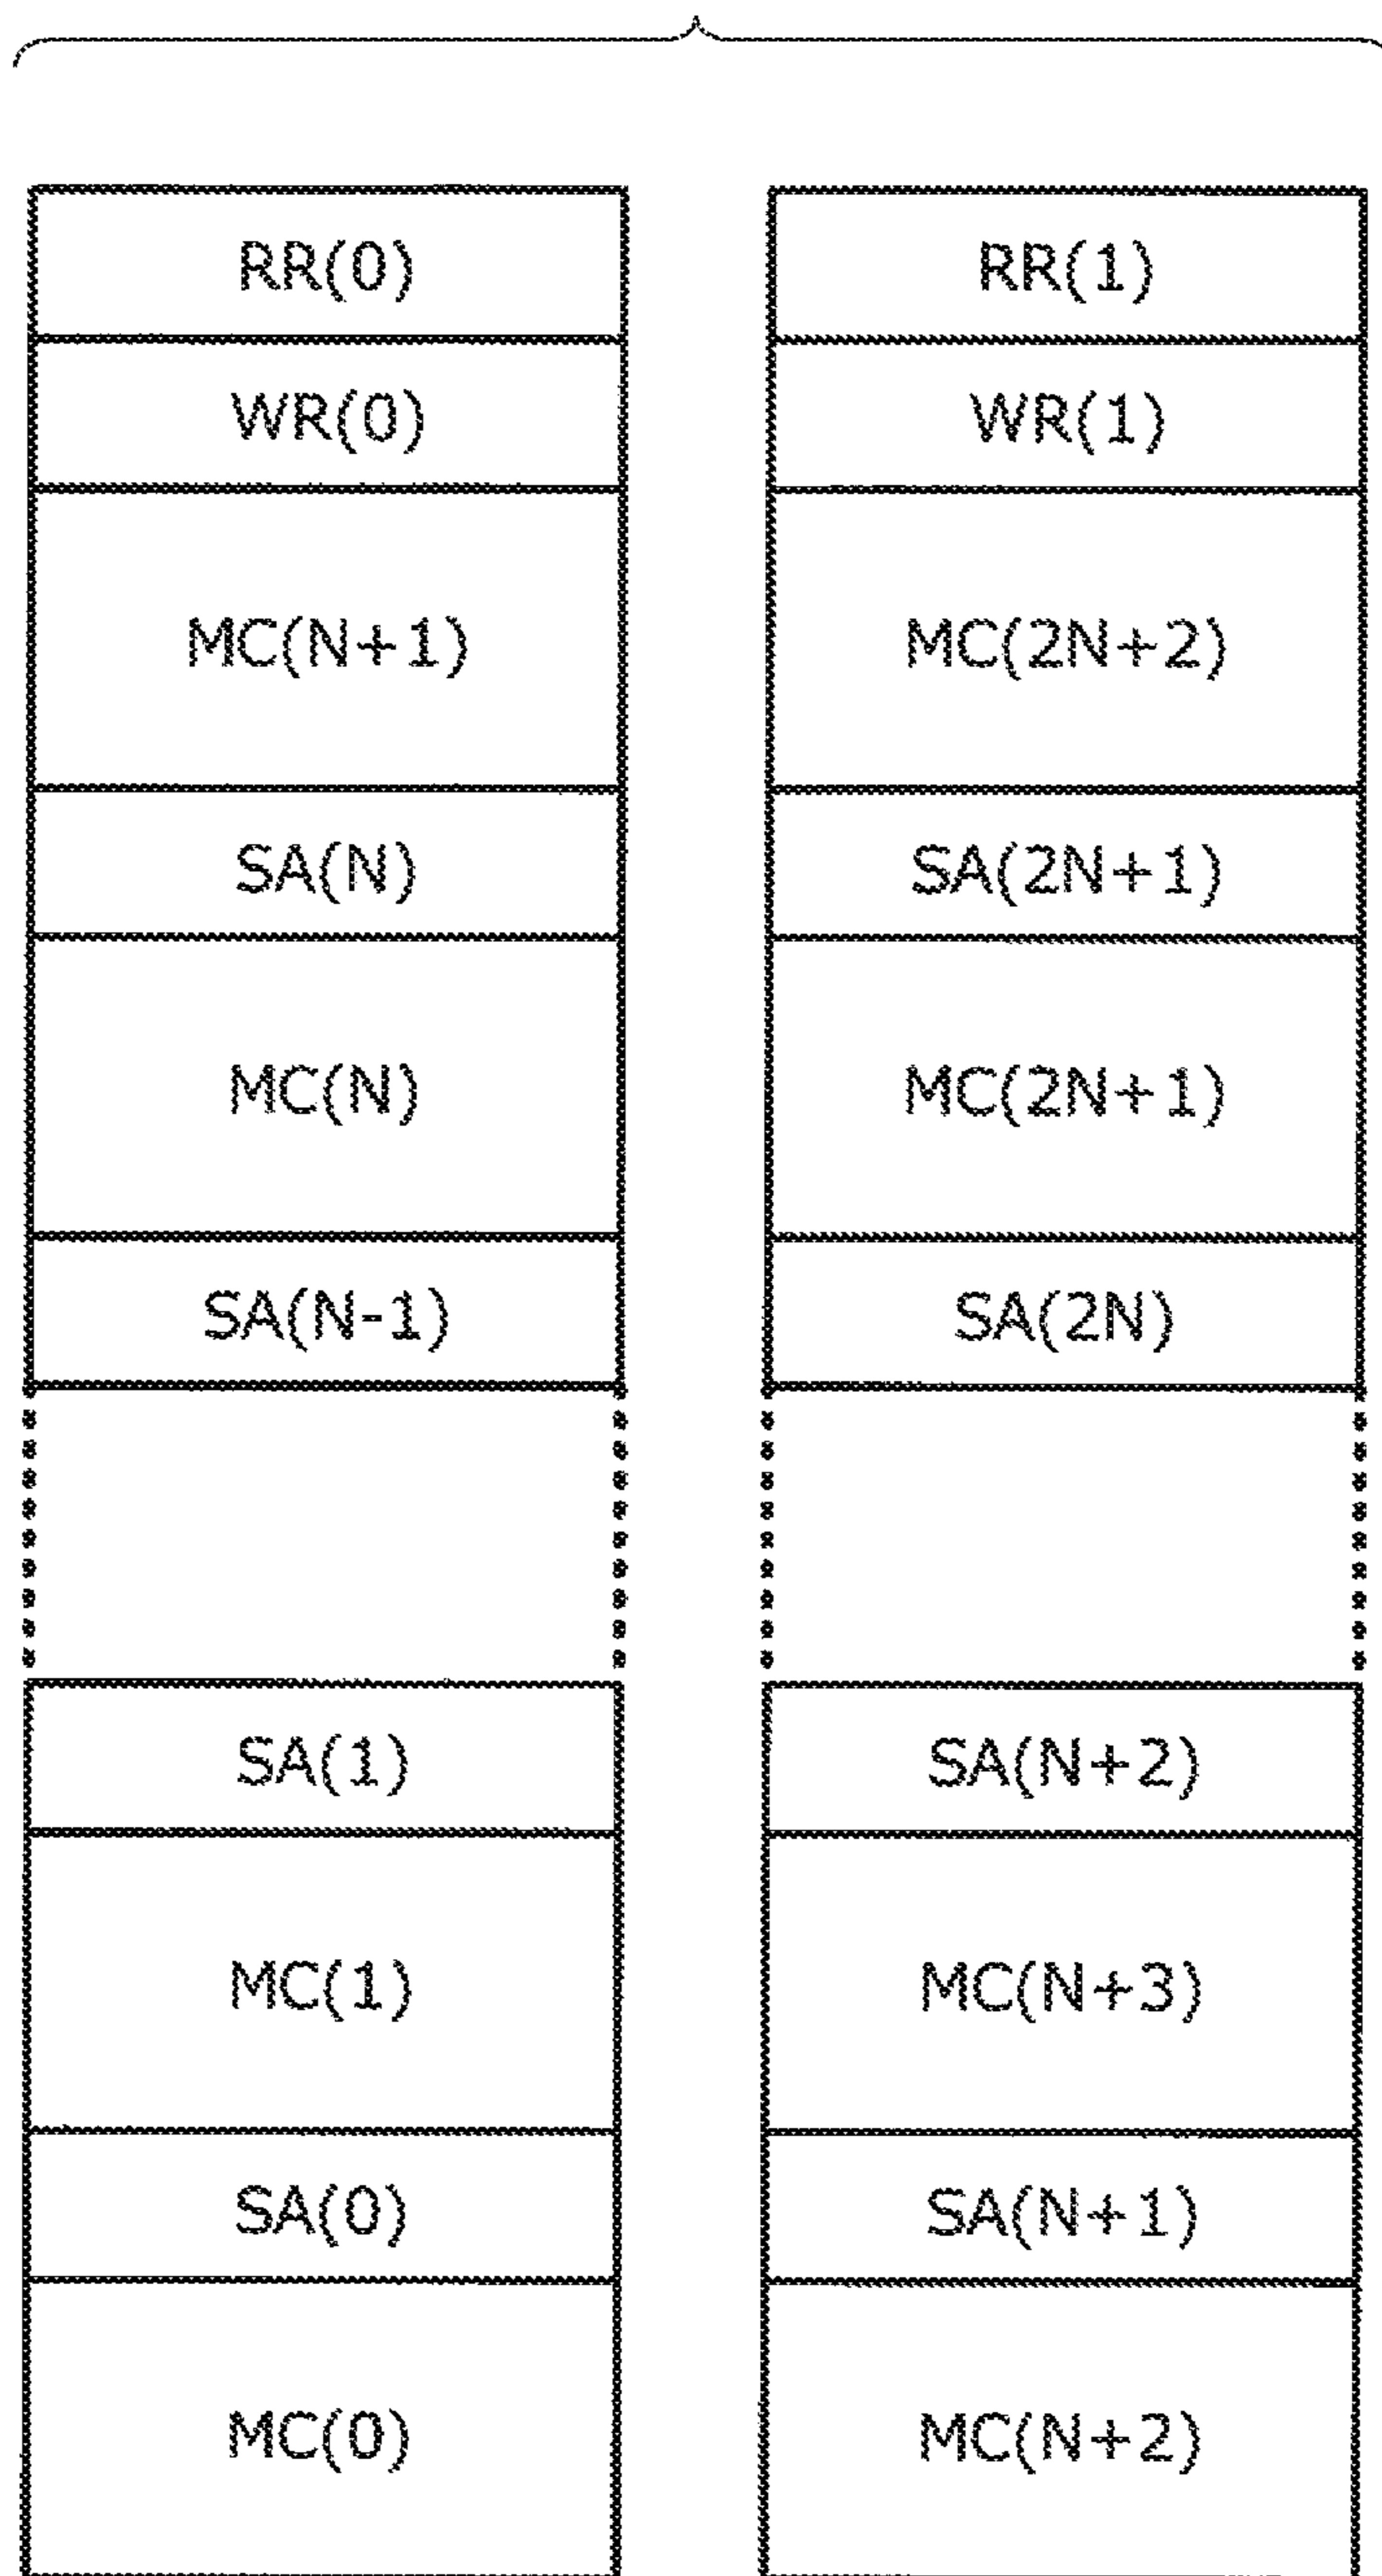 RR(0)
WR(0)
MC(N+1)
SA(N)
MC(N)
SA(N-1)
SA(1)
MC(1)
SA(0)
MC(0)
RR(1)
WR(1)
MC(2N+2)
SA(2N+1)
MC(2N+1)
SA(2N)
SA(N+2)
MC(N+3)
SA(N+1)
MC(N+2)